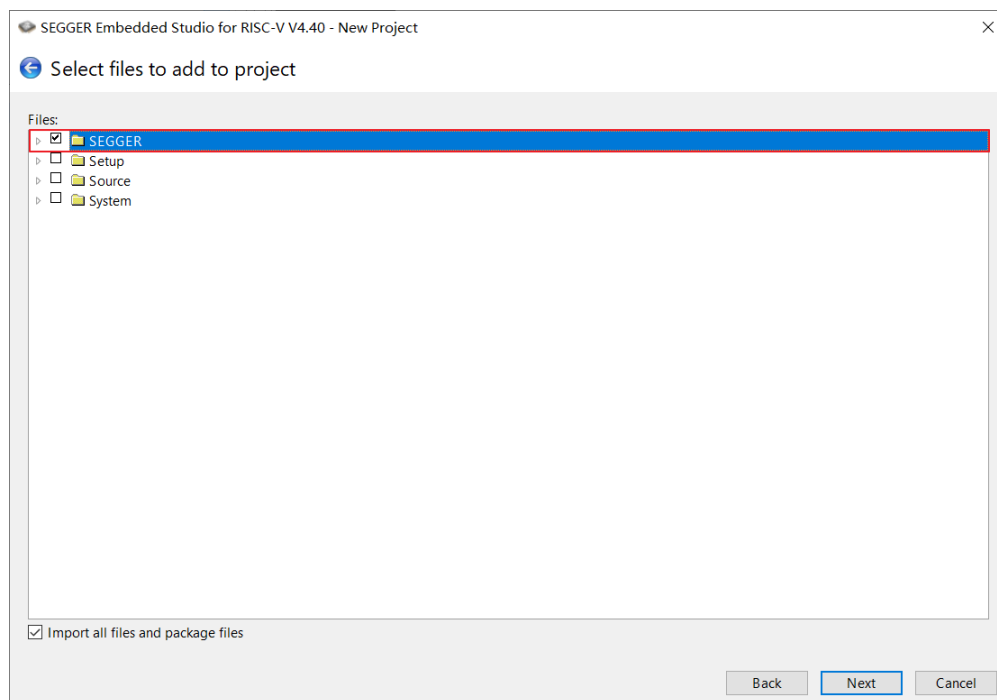 SEGGER Embedded Studio for RISC-V V4.40 - New Project
Select files to add to project
Files:
SEGGER
Setup
Source
System
Import all files and package files
Back Next Cancel